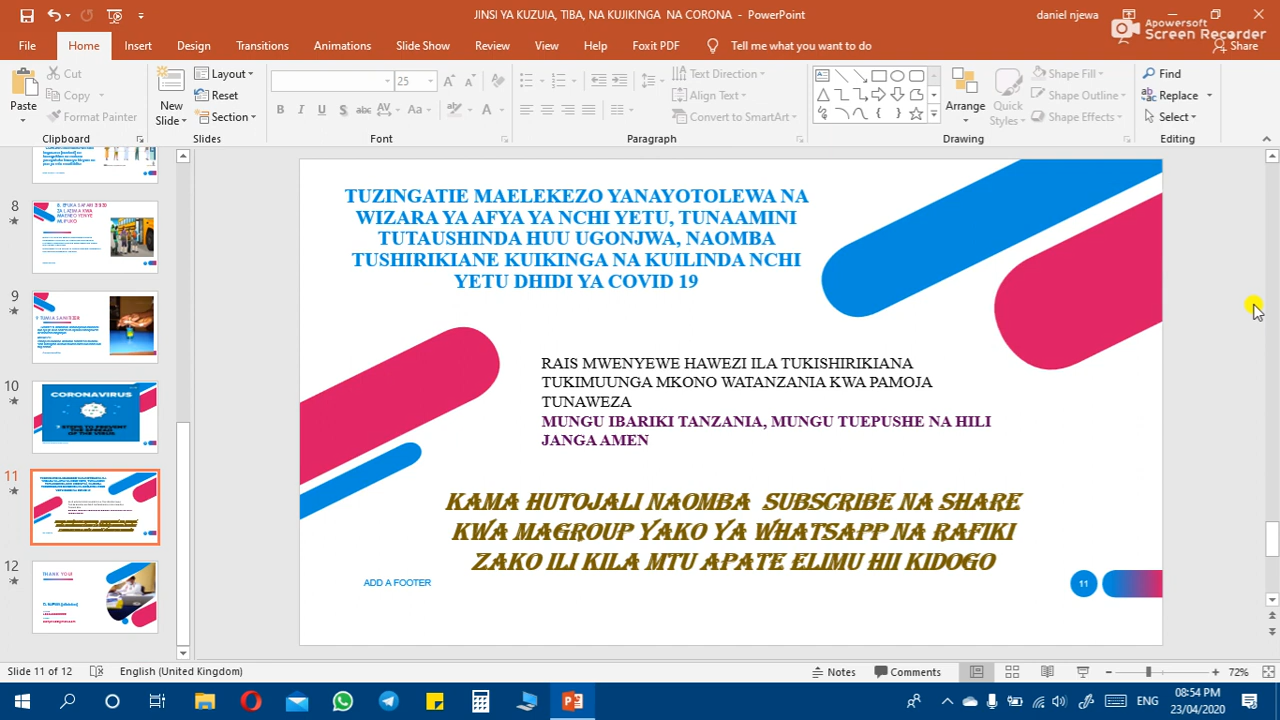 JINSI YA KUZUIA, TIBA, NA KUJIKINGA NA CORONA - PowerPoint
daniel njewa
Apowersoft
Screen Recorder
File Home Insert Design Transitions Animations Slide Show Review View Help Foxit PDF Tell me what you want to do Share
Paste
Cut
Copy
Format Painter
Clipboard
New
Slide
Layout
Reset
Section
Slides
25
B I U S abc AV Aa A
Font
Text Direction
Align Text
Convert to SmartArt
Paragraph
Arrange
Quick
Styles
Shape Fill
Shape Outline
Shape Effects
Drawing
Find
Replace
Select
Editing
8
9
10
CORONAVIRUS
11
12
THANK YOU!
TUZINGATIE MAELEKEZO YANAYOTOLEWA NA
WIZARA YA AFYA YA NCHI YETU, TUNAAMINI
TUTAUSHINDA HUU UGONJWA, NAOMBA
TUSHIRIKIANE KUIKINGA NA KUILINDA NCHI
YETU DHIDI YA COVID 19
RAIS MWENYEWE HAWEZI ILA TUKISHIRIKIANA
TUKIMUUNGA MKONO WATANZANIA KWA PAMOJA
TUNAWEZA
MUNGU IBARIKI TANZANIA, MUNGU TUEPUSHE NA HILI
JANGA AMEN
KAMA HUTOJALI NAOMBA SUBSCRIBE NA SHARE
KWA MAGROUP YAKO YA WHATSAPP NA RAFIKI
ZAKO ILI KILA MTU APATE ELIMU HII KIDOGO
ADD A FOOTER
11
Slide 11 of 12 English (United Kingdom) Notes Comments 72%
ENG
08:54 PM
23/04/2020